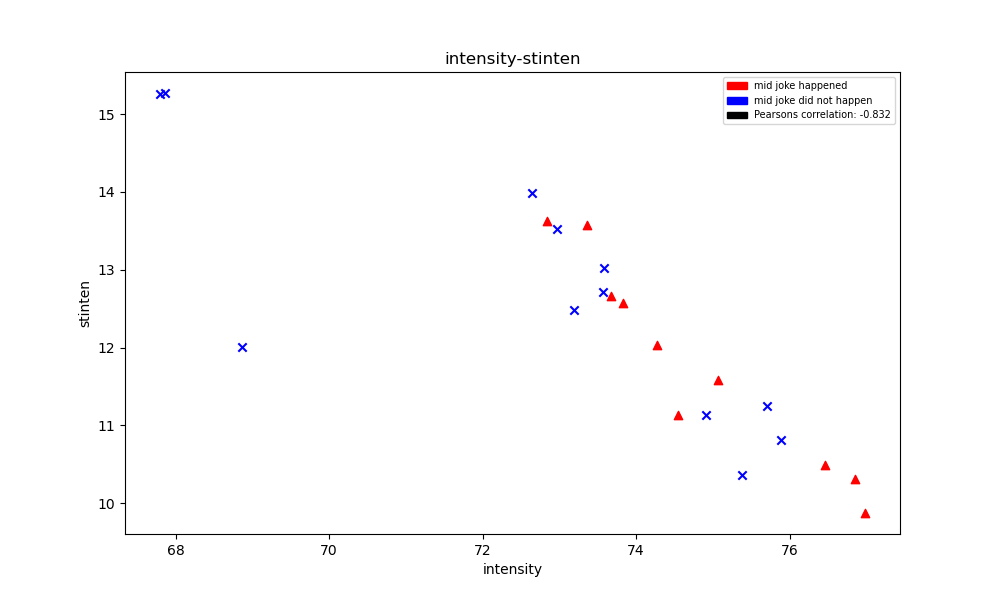 intensity-stinten
mid joke happened
mid joke did not happen
Pearsons correlation: -0.832
15
14
13
12
11
10
stinten
68 70 72 74 76
intensity